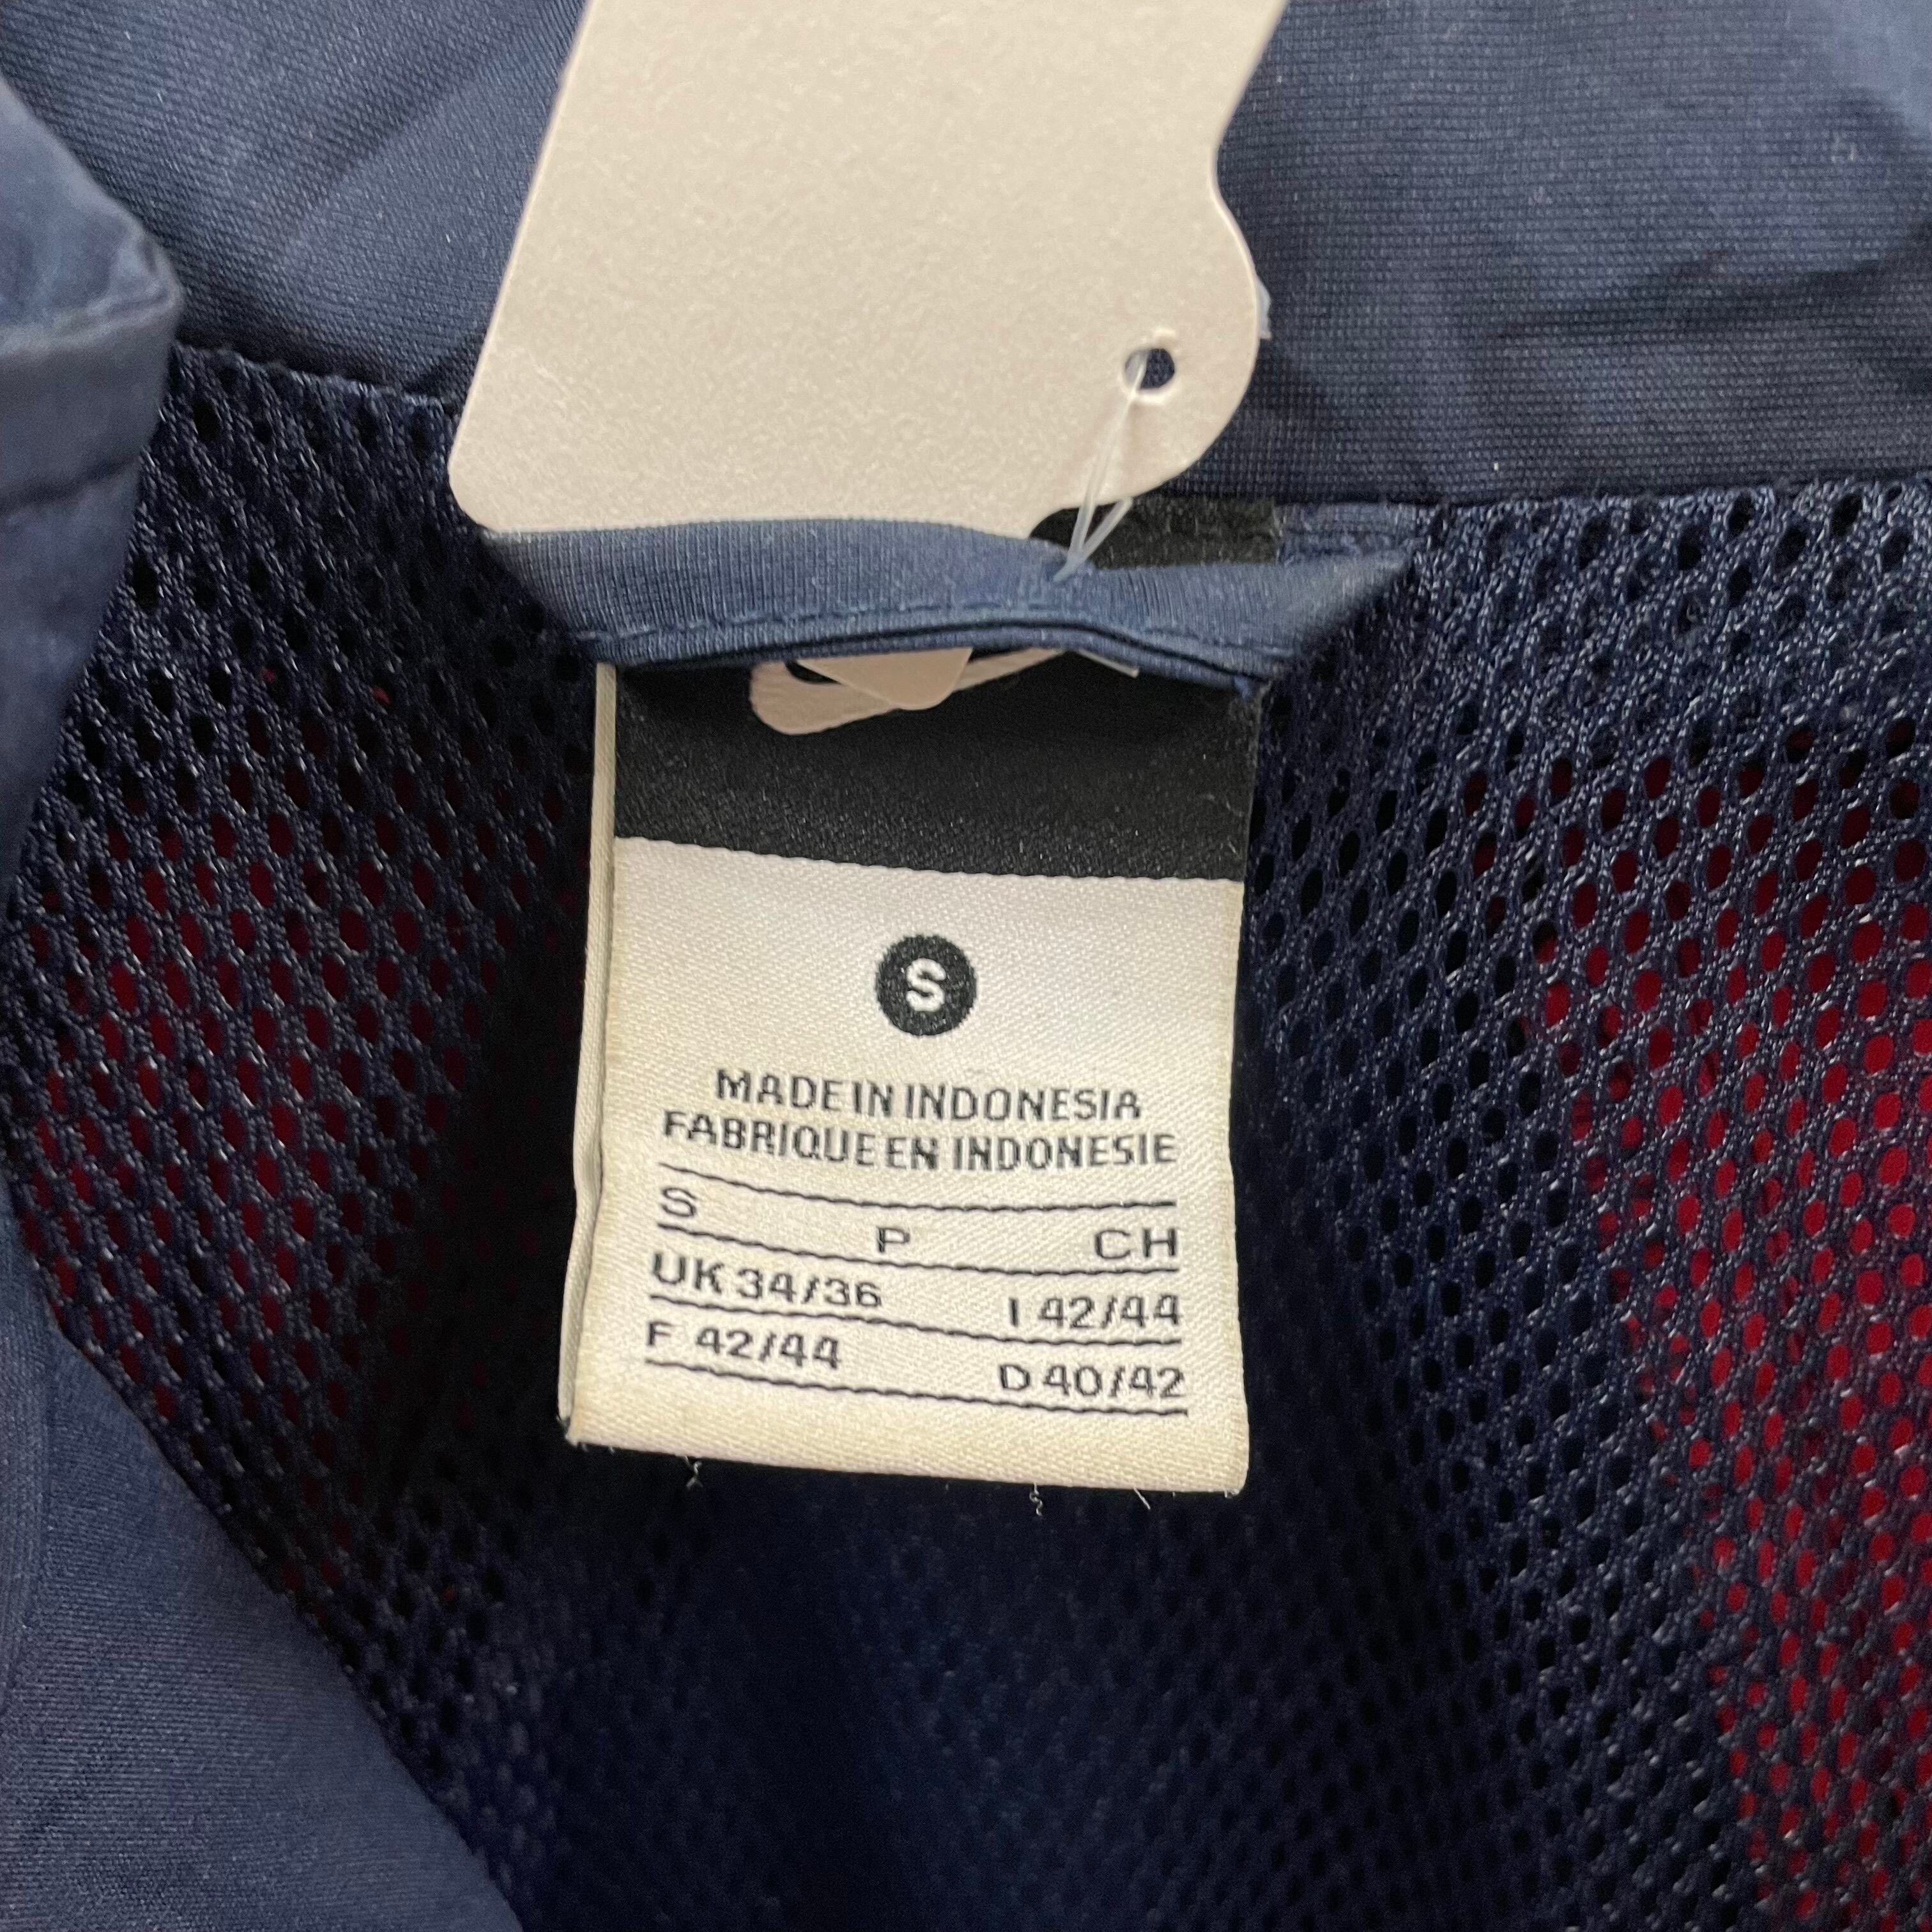 S
MADE IN INDONESIA
FABRIQUE EN INDONESIE
S P CH
UK 34/36 I 42/44
F 42/44 D 40/42